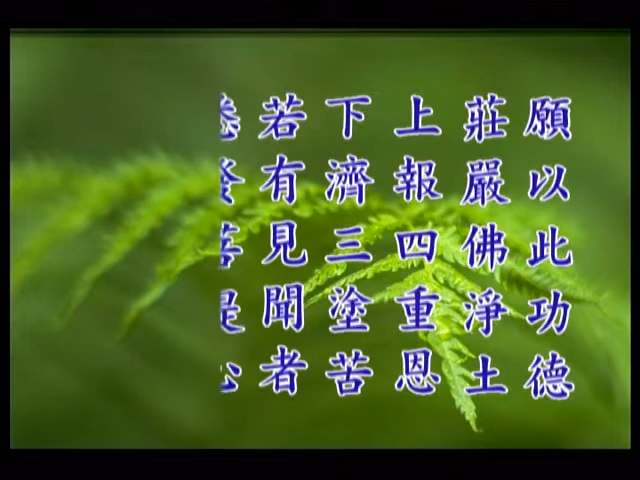 願以此功德
莊嚴佛淨土
上報四重恩
下濟三塗苦
若有見聞者